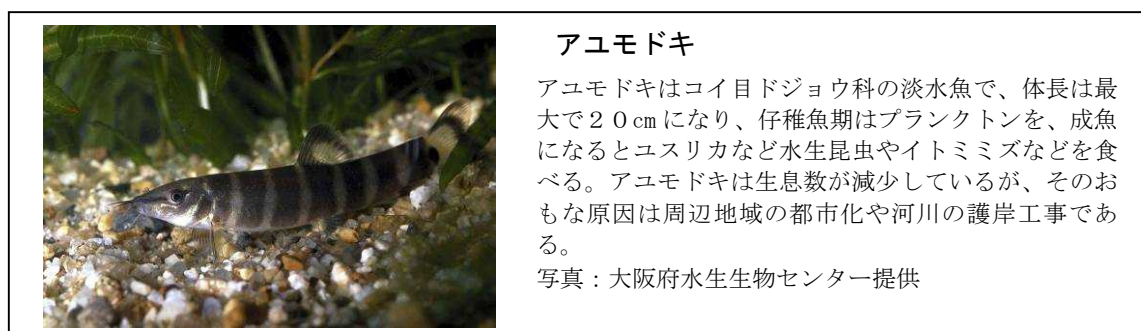 アユモドキ
アユモドキはコイ目ドジョウ科の淡水魚で、体長は最
大で２０㎝になり、仔稚魚期はプランクトンを、成魚
になるとユスリカなど水生昆虫やイトミミズなどを食
べる。アユモドキは生息数が減少しているが、そのお
もな原因は周辺地域の都市化や河川の護岸工事であ
る。
写真：大阪府水生生物センター提供